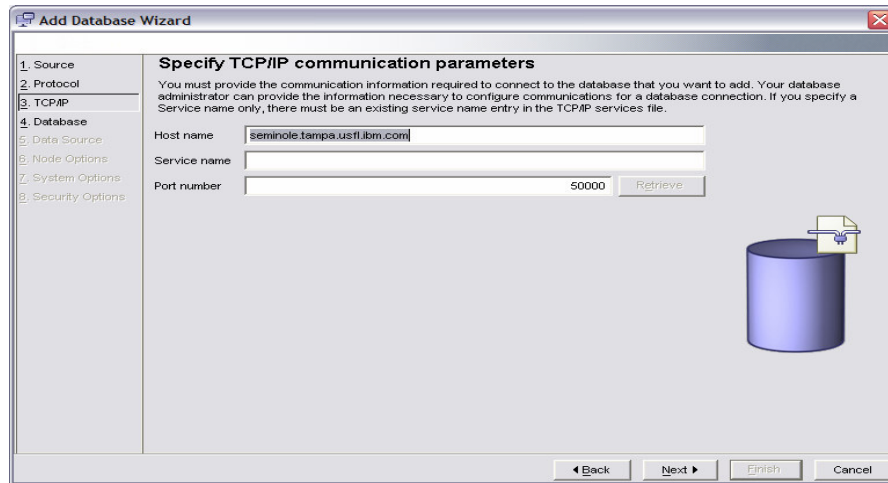 Add Database Wizard
1. Source
2. Protocol
3. TCP/IP
4. Database
5. Data Source
6. Node Options
7. System Options
8. Security Options
Specify TCP/IP communication parameters
You must provide the communication information required to connect to the database that you want to add. Your database
administrator can provide the information necessary to configure communications for a database connection. If you specify a
Service name only, there must be an existing service name entry in the TCP/IP services file.
Host name seminole.tampa.usfl.ibm.com
Service name
Port number 50000 Retrieve
Back Next Finish Cancel